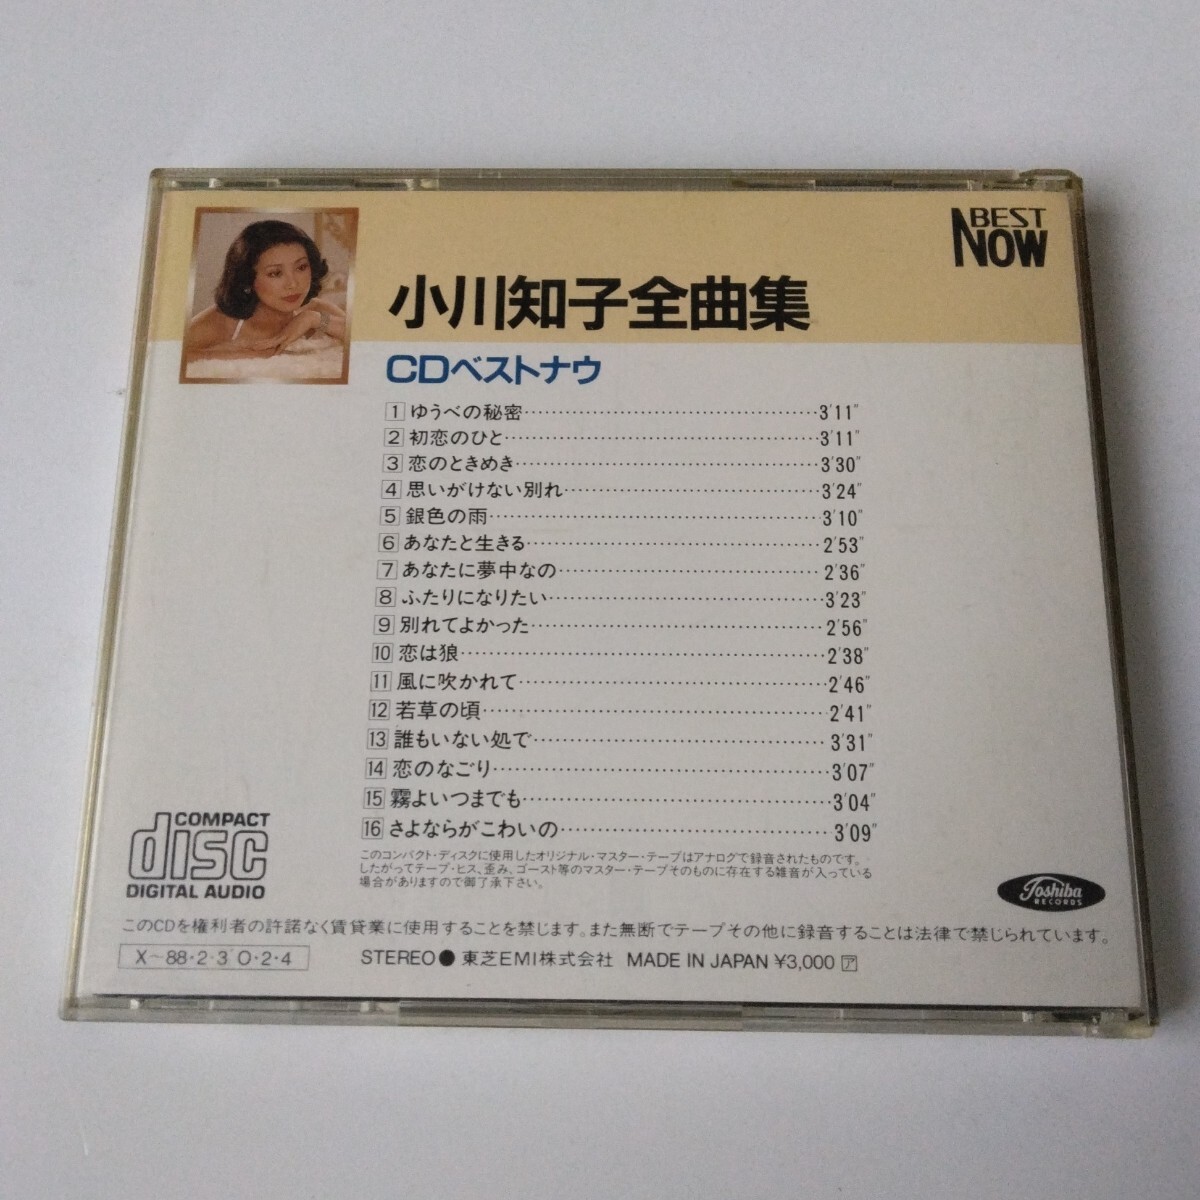 BEST
NOW
小川知子全曲集
CDベストナウ
1 ゆうべの秘密 3'11"
2 初恋のひと 3'11"
3 恋のときめき 3'30"
4 思いがけない別れ 3'24"
5 銀色の雨 3'10"
6 あなたと生きる 2'53"
7 あなたに夢中なの 2'36"
8 ふたりになりたい 3'23"
9 別れてよかった 2'56"
10 恋は狼 2'38"
11 風に吹かれて 2'46"
12 若草の頃 2'41"
13 誰もいない処で 3'31"
14 恋のなごり 3'07"
15 霧よいつまでも 3'04"
16 さよならがこわいの 3'09"
このコンパクト・ディスクに使用したオリジナル・マスター・テープはアナログで録音されたものです。
したがってテープ・ヒス、歪み、ゴースト等のマスター・テープそのものに存在する雑音が入っている
場合がありますので御了承下さい。
COMPACT
disc
DIGITAL AUDIO
Toshiba
RECORDS
このCDを権利者の許諾なく賃貸業に使用することを禁じます。また無断でテープその他に録音することは法律で禁じられています。
X〜88・2・3 O・2・4
STEREO● 東芝EMI株式会社 MADE IN JAPAN ¥3,000 ア